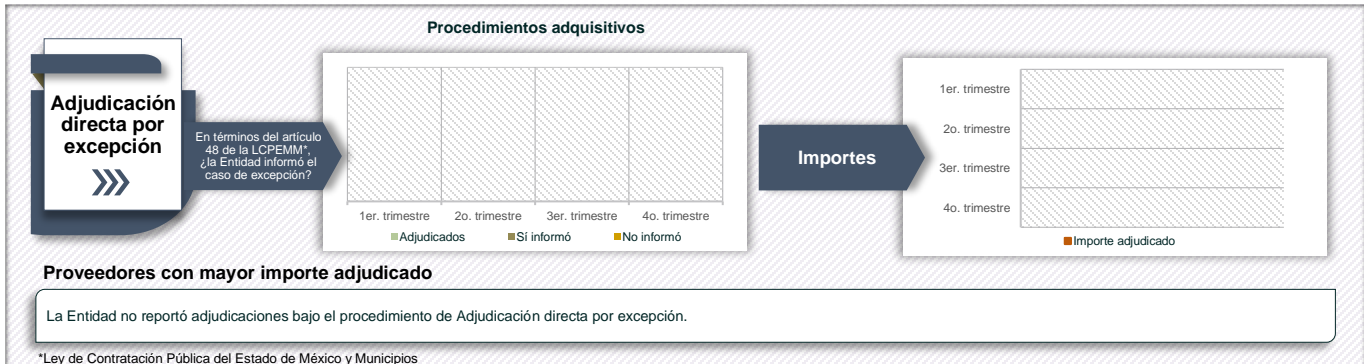 Procedimientos adquisitivos
Adjudicación
directa por
excepción
En términos del artículo
48 de la LCPEMM*,
¿la Entidad informó el
caso de excepción?
1er. trimestre
2o. trimestre
3er. trimestre
4o. trimestre
Adjudicados
Sí informó
No informó
Importes
1er. trimestre
2o. trimestre
3er. trimestre
4o. trimestre
Importe adjudicado
Proveedores con mayor importe adjudicado
La Entidad no reportó adjudicaciones bajo el procedimiento de Adjudicación directa por excepción.
*Ley de Contratación Pública del Estado de México y Municipios